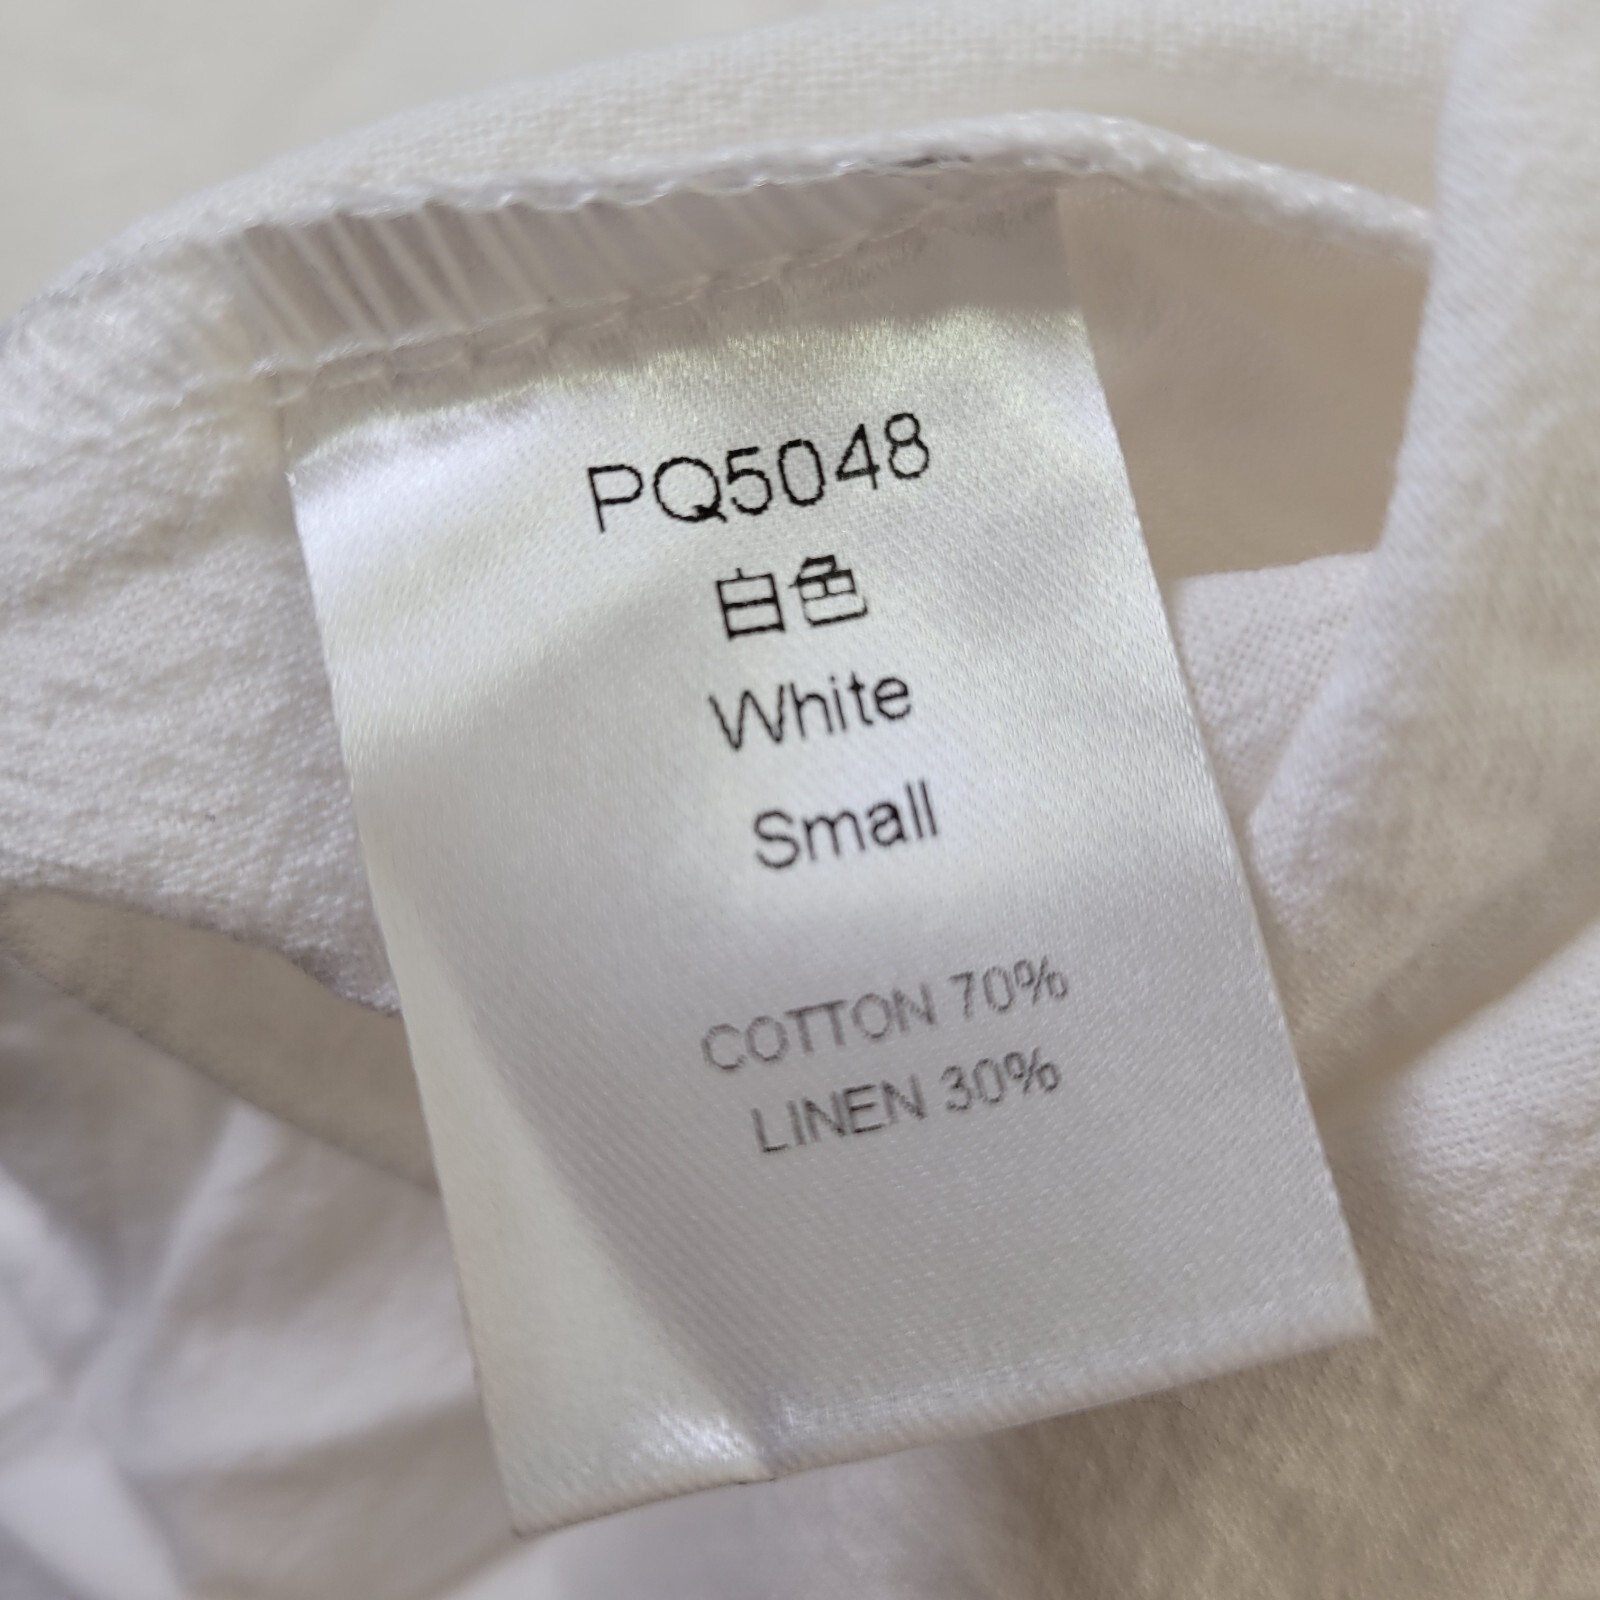 PQ5048
白色
White
Small
COTTON 70%
LINEN 30%